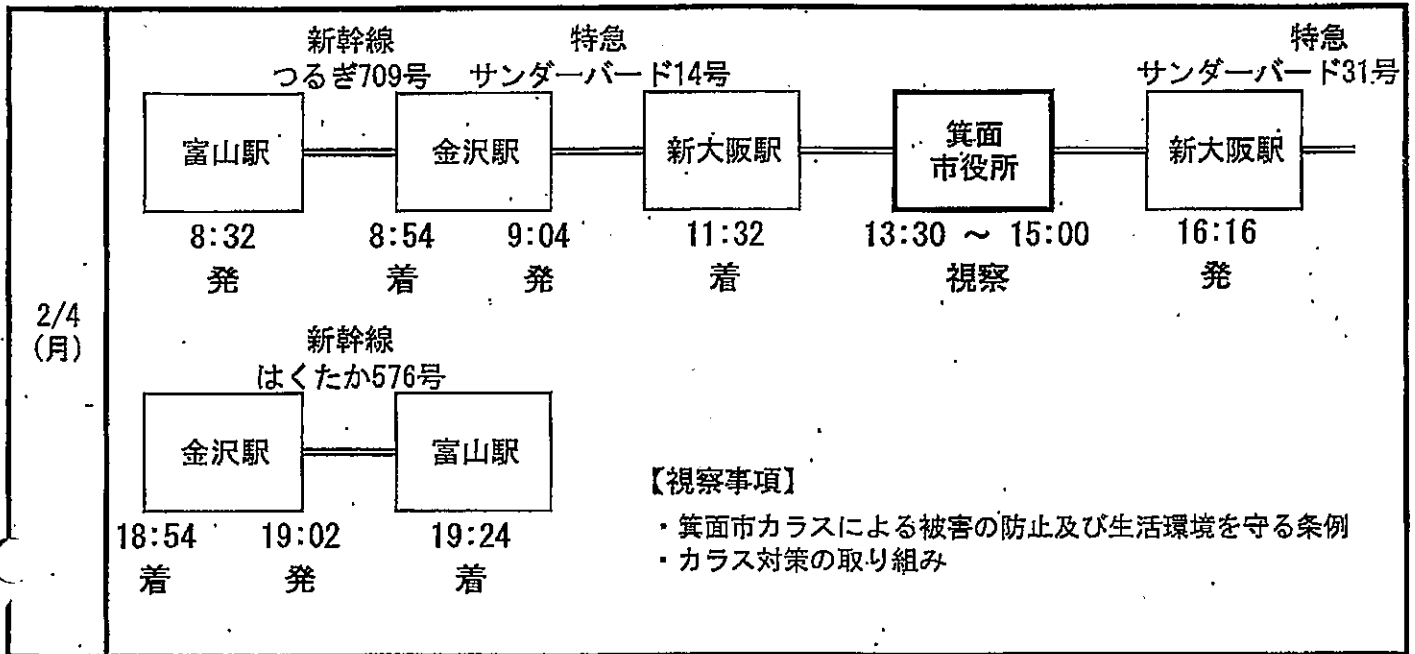 2/4
(月)
新幹線
つるぎ709号
特急
サンダーバード14号
特急
サンダーバード31号
富山駅
金沢駅
新大阪駅
箕面
市役所
新大阪駅
8:32
8:54
9:04
11:32
13:30 ～ 15:00
16:16
発
着
発
着
視察
発
新幹線
はくたか576号
金沢駅
富山駅
18:54
19:02
19:24
着
発
着
【視察事項】
・箕面市カラスによる被害の防止及び生活環境を守る条例
・カラス対策の取り組み